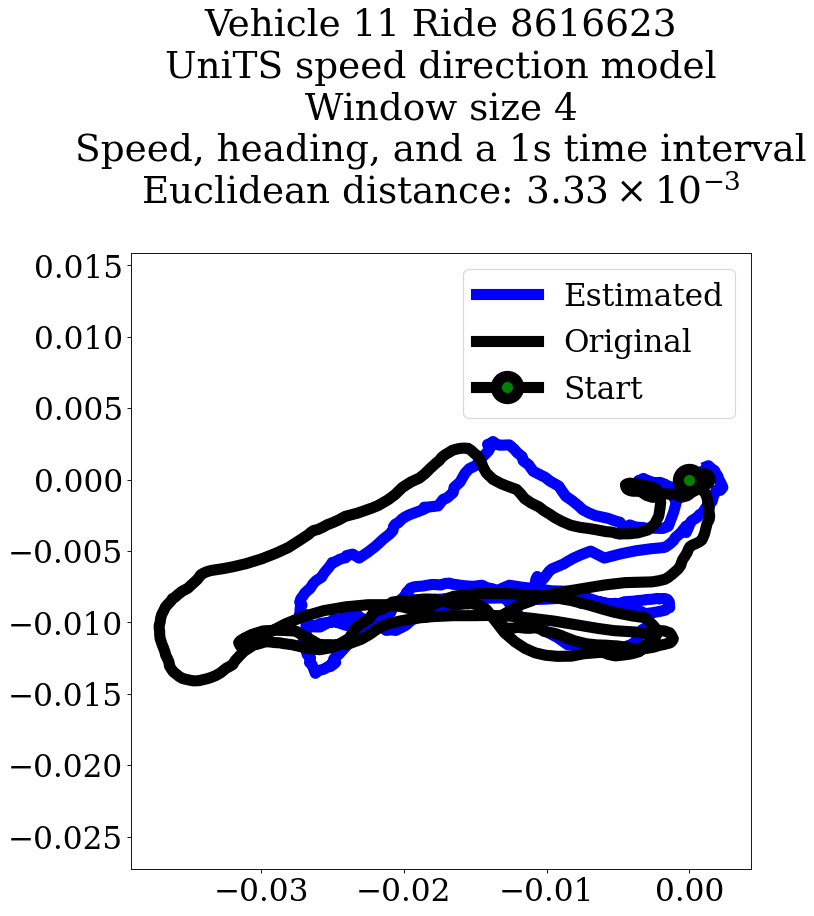 Vehicle 11 Ride 8616623
UniTS speed direction model
Window size 4
Speed, heading, and a 1s time interval
Euclidean distance: 3.33 × 10⁻³
Estimated
Original
Start
0.015
0.010
0.005
0.000
−0.005
−0.010
−0.015
−0.020
−0.025
−0.03 −0.02 −0.01 0.00